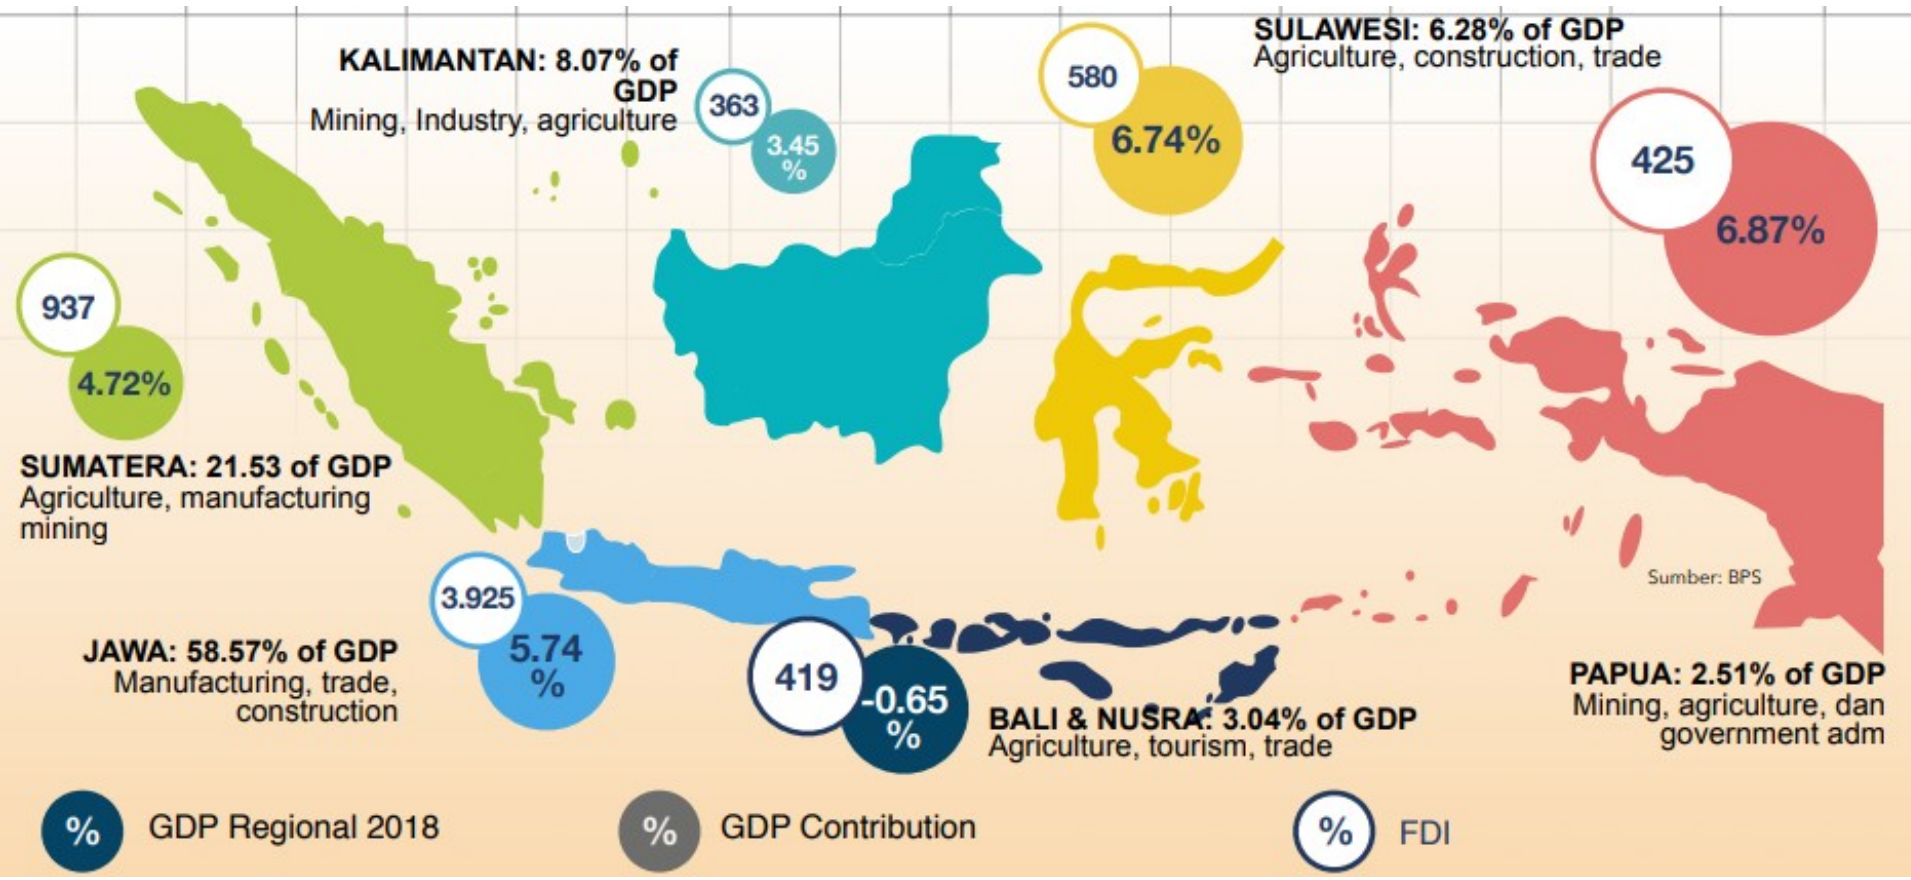 KALIMANTAN: 8.07% of
GDP
Mining, Industry, agriculture
363
3.45
%
580
6.74%
SULAWESI: 6.28% of GDP
Agriculture, construction, trade
425
6.87%
937
4.72%
SUMATERA: 21.53 of GDP
Agriculture, manufacturing
mining
3.925
5.74
%
JAWA: 58.57% of GDP
Manufacturing, trade,
construction
419
-0.65
%
BALI & NUSRA: 3.04% of GDP
Agriculture, tourism, trade
Sumber: BPS
PAPUA: 2.51% of GDP
Mining, agriculture, dan
government adm
% GDP Regional 2018
% GDP Contribution
% FDI